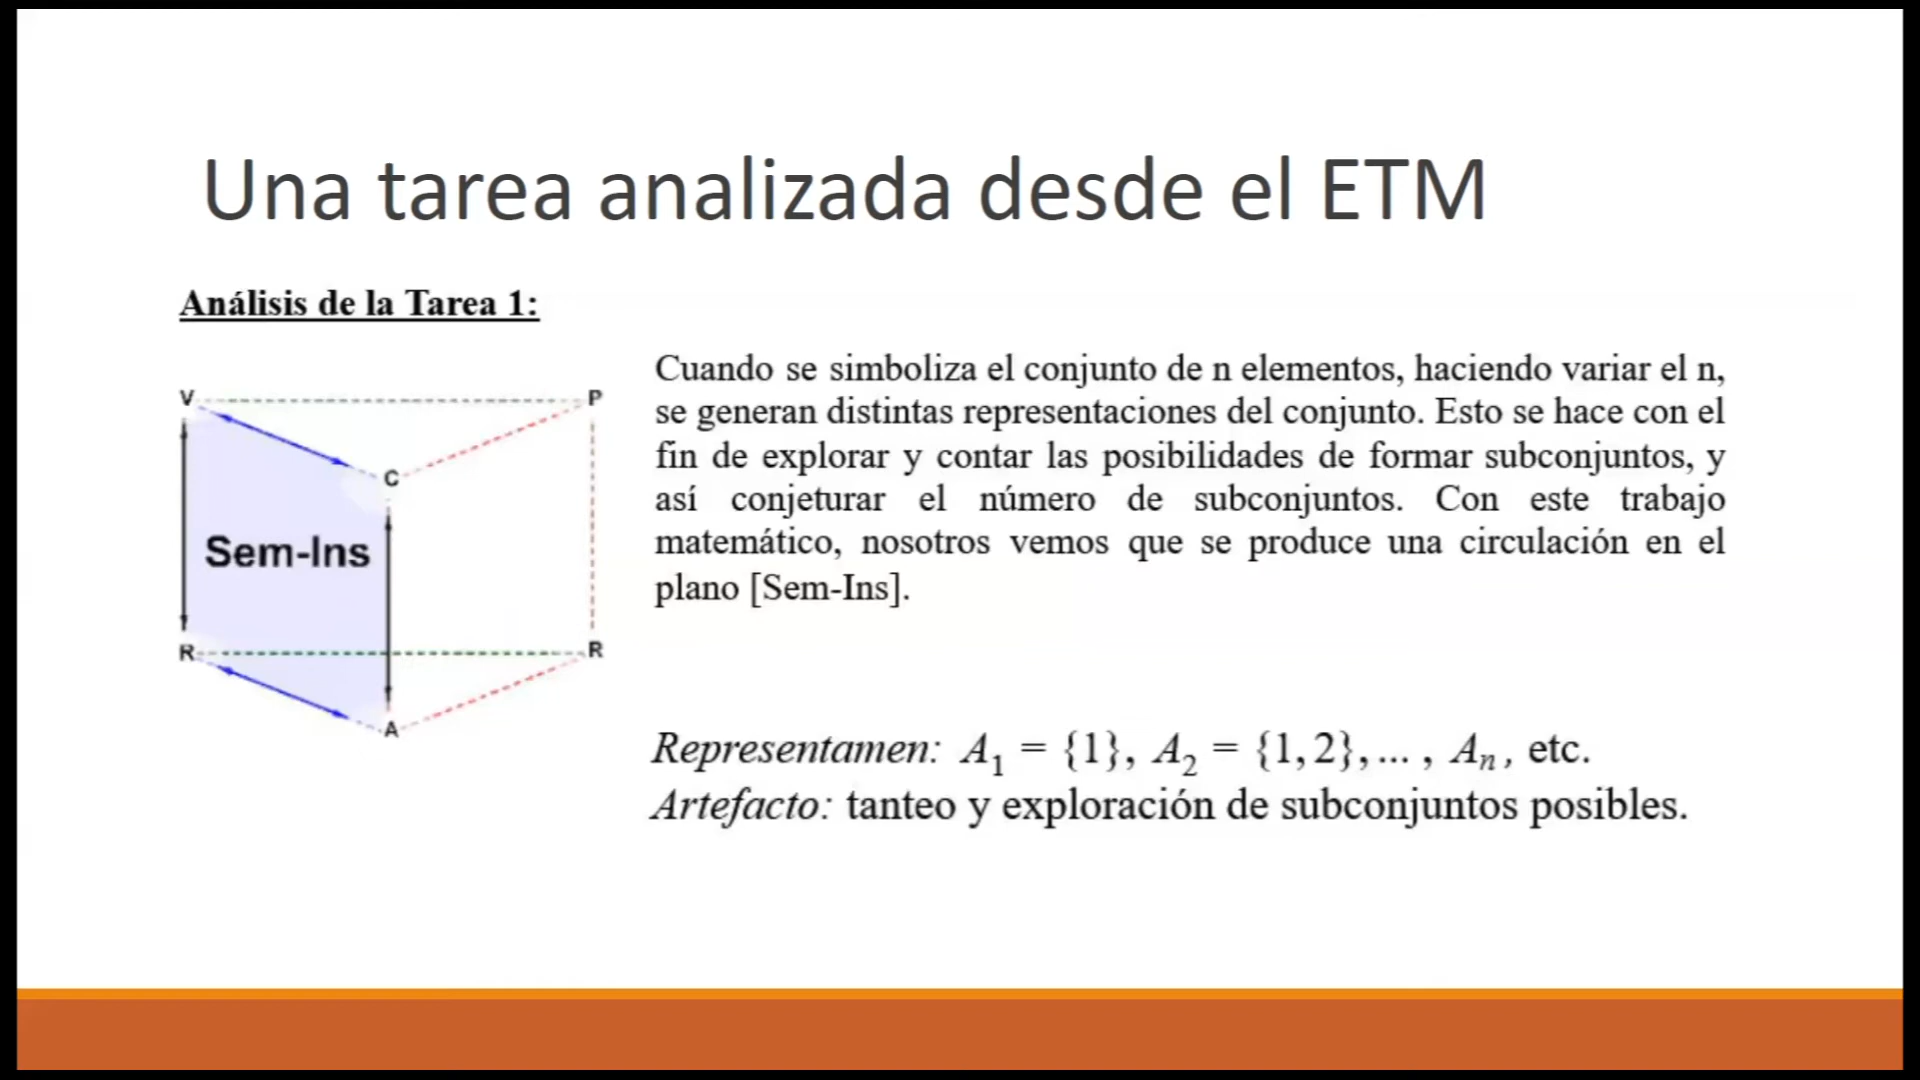 Una tarea analizada desde el ETM
Análisis de la Tarea 1:
Cuando se simboliza el conjunto de n elementos, haciendo variar el n,
se generan distintas representaciones del conjunto. Esto se hace con el
fin de explorar y contar las posibilidades de formar subconjuntos, y
así conjeturar el número de subconjuntos. Con este trabajo
matemático, nosotros vemos que se produce una circulación en el
plano [Sem-Ins].
V
P
C
Sem-Ins
R
R
A
Representamen: A₁ = {1}, A₂ = {1,2},... , Aₙ, etc.
Artefacto: tanteo y exploración de subconjuntos posibles.